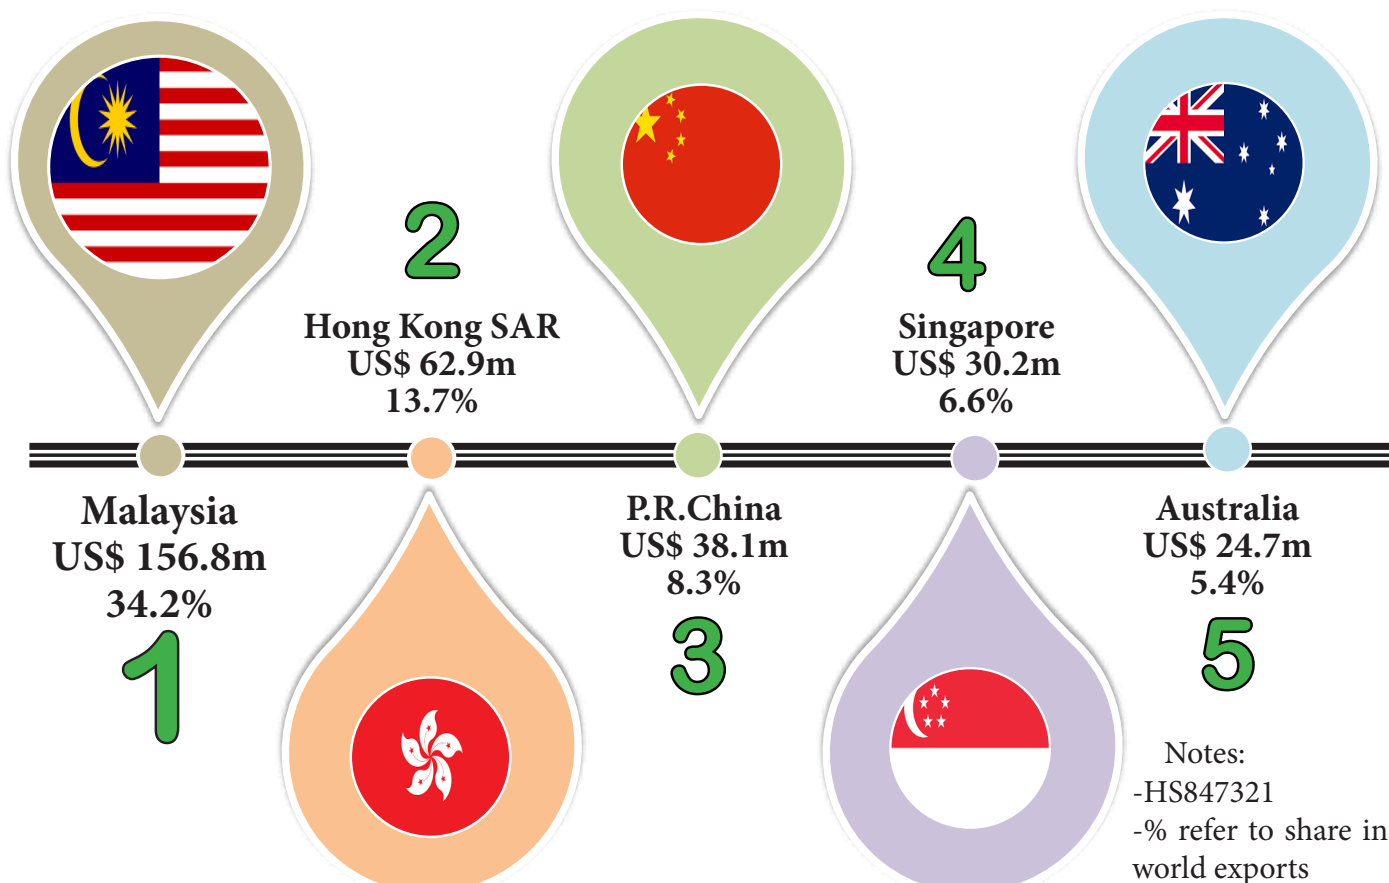 Malaysia
US$ 156.8m
34.2%
1
2
Hong Kong SAR
US$ 62.9m
13.7%
P.R.China
US$ 38.1m
8.3%
3
4
Singapore
US$ 30.2m
6.6%
Australia
US$ 24.7m
5.4%
5
Notes:
-HS847321
-% refer to share in
world exports